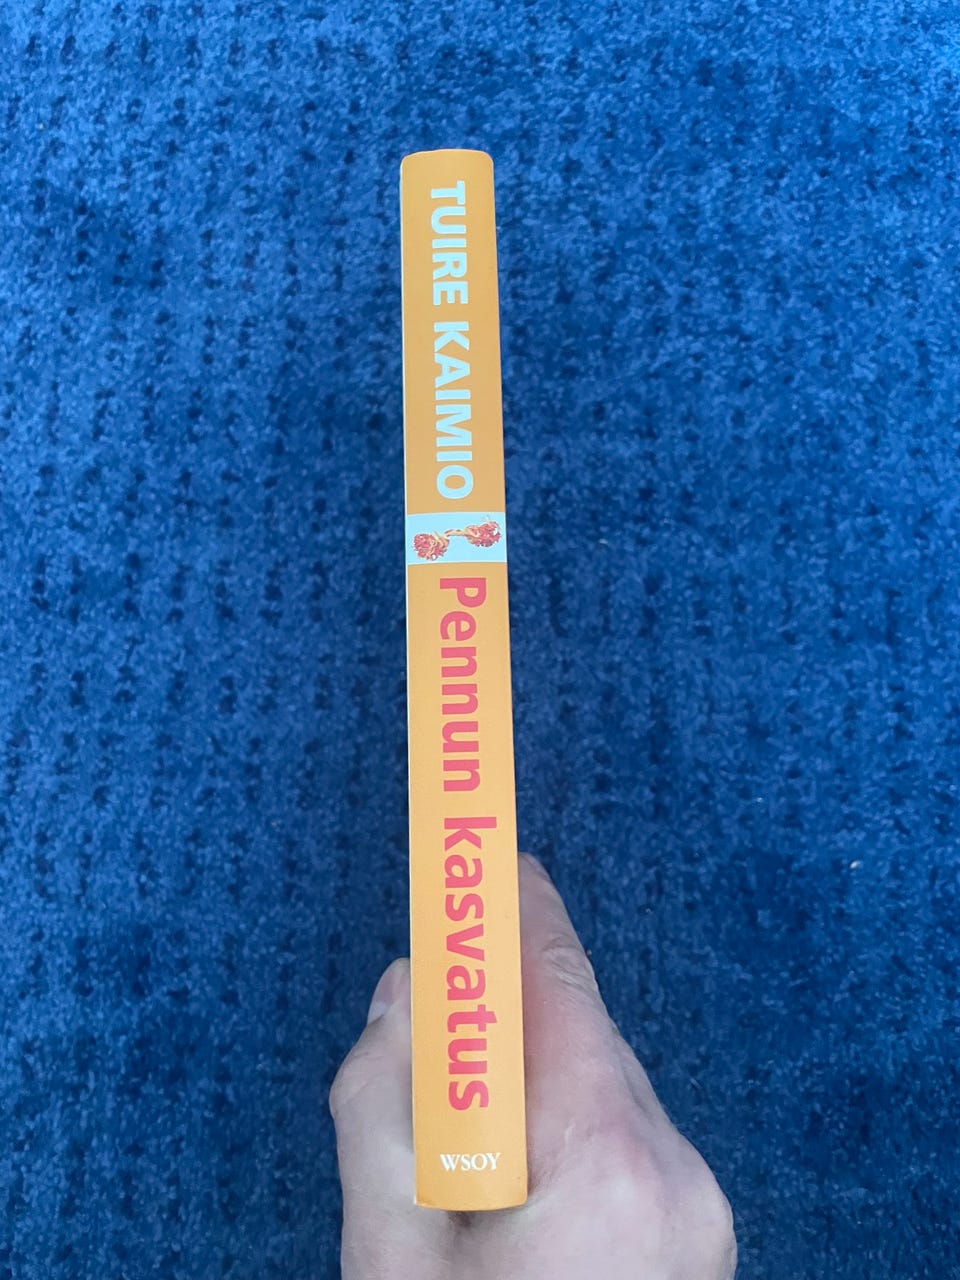 TUIRE KAIMIO
Pennun kasvatus
WSOY